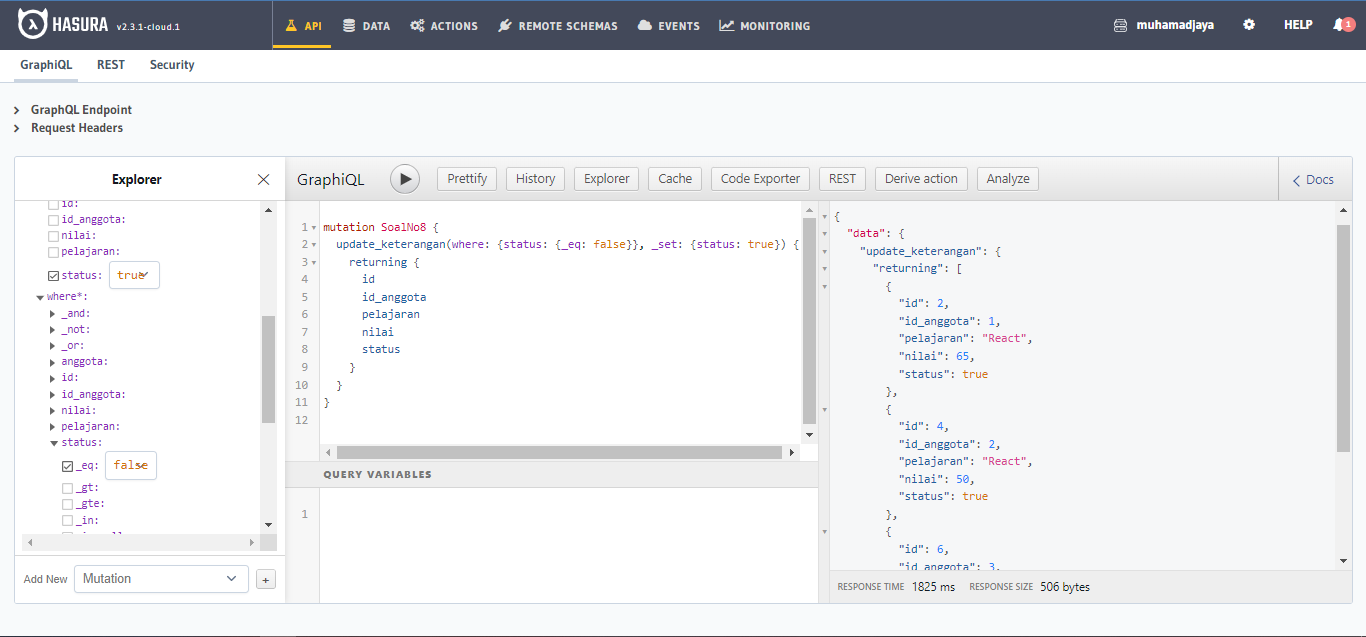 HASURA v2.3.1-cloud.1 API DATA ACTIONS REMOTE SCHEMAS EVENTS MONITORING muhamadjaya HELP 1
GraphiQL REST Security
GraphQL Endpoint
Request Headers
Explorer
id:
id_anggota:
nilai:
pelajaran:
status: true
where*:
_and:
_not:
_or:
anggota:
id:
id_anggota:
nilai:
pelajaran:
status:
_eq: false
_gt:
_gte:
_in:
Add New Mutation +
GraphiQL Prettify History Explorer Cache Code Exporter REST Derive action Analyze Docs
1 mutation SoalNo8 {
2 update_keterangan(where: {status: {_eq: false}}, _set: {status: true}) {
3 returning {
4 id
5 id_anggota
6 pelajaran
7 nilai
8 status
9 }
10 }
11 }
12
QUERY VARIABLES
1
{
"data": {
"update_keterangan": {
"returning": [
{
"id": 2,
"id_anggota": 1,
"pelajaran": "React",
"nilai": 65,
"status": true
},
{
"id": 4,
"id_anggota": 2,
"pelajaran": "React",
"nilai": 50,
"status": true
},
{
"id": 6,
"id_anggota": 3,
RESPONSE TIME 1825 ms RESPONSE SIZE 506 bytes